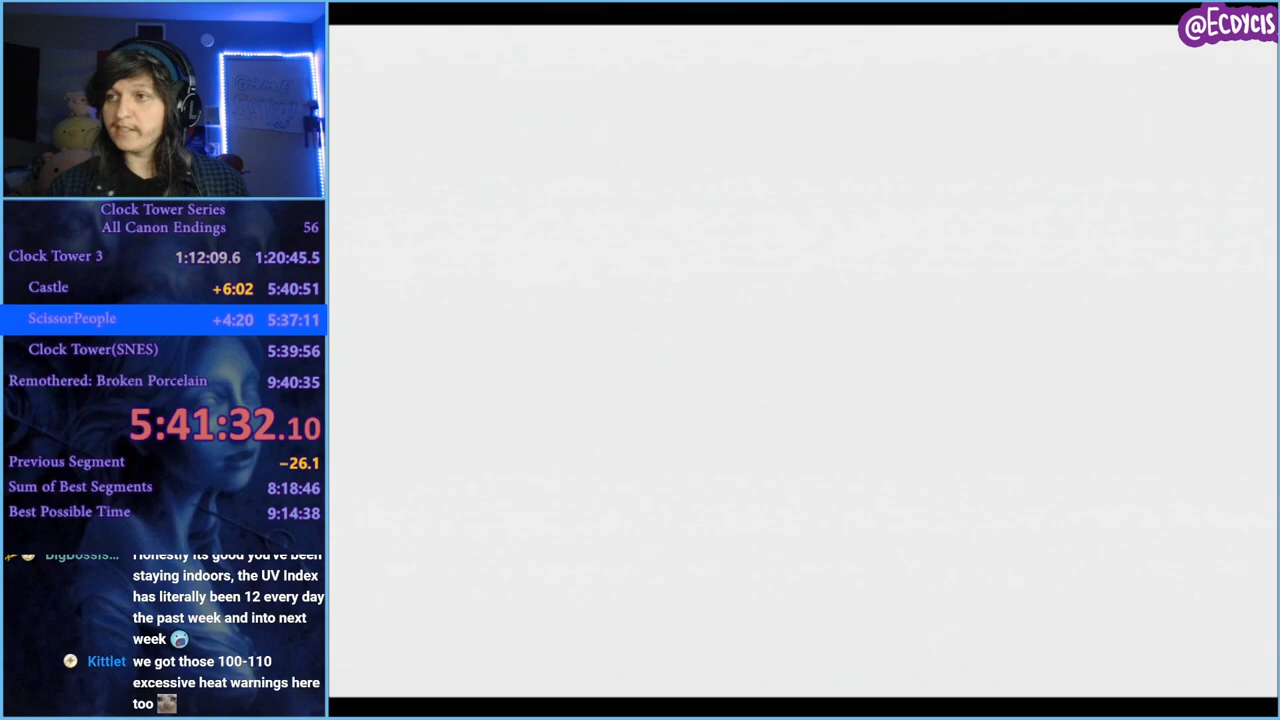 @ECDYCIS
GAME
Clock Tower Series
All Canon Endings 56
Clock Tower 3 1:12:09.6 1:20:45.5
Castle +6:02 5:40:51
ScissorPeople +4:20 5:37:11
Clock Tower(SNES) 5:39:56
Remothered: Broken Porcelain 9:40:35
5:41:32.10
Previous Segment −26.1
Sum of Best Segments 8:18:46
Best Possible Time 9:14:38
BigBossIs... Honestly its good you've been
staying indoors, the UV Index
has literally been 12 every day
the past week and into next
week
Kittlet we got those 100-110
excessive heat warnings here
too